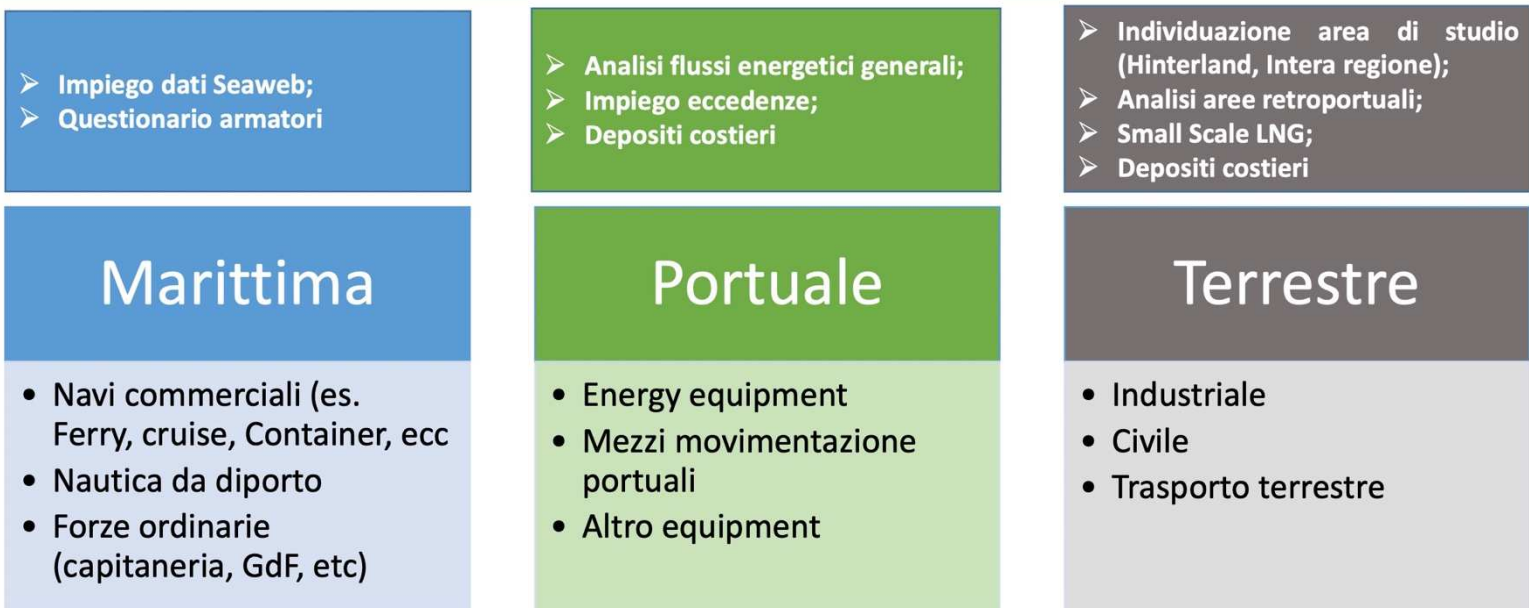 ➢ Impiego dati Seaweb;
➢ Questionario armatori
Marittima
• Navi commerciali (es.
Ferry, cruise, Container, ecc
• Nautica da diporto
• Forze ordinarie
(capitaneria, GdF, etc)
➢ Analisi flussi energetici generali;
➢ Impiego eccedenze;
➢ Depositi costieri
Portuale
• Energy equipment
• Mezzi movimentazione
portuali
• Altro equipment
➢ Individuazione area di studio
(Hinterland, Intera regione);
➢ Analisi aree retroportuali;
➢ Small Scale LNG;
➢ Depositi costieri
Terrestre
• Industriale
• Civile
• Trasporto terrestre